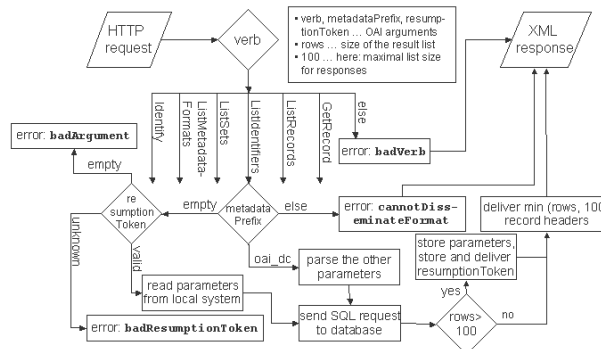 HTTP
request
verb
▪ verb, metadataPrefix, resump-
tionToken ... OAI arguments
▪ rows ... size of the result list
▪ 100 ... here: maximal list size
for responses
XML
response
Identify
ListMetadata-
Formats
ListSets
ListIdentifiers
ListRecords
GetRecord
else
error: badArgument
error: badVerb
empty
re
sumption
Token
empty
metadata
Prefix
else
error: cannotDiss-
eminateFormat
deliver min (rows, 100
record headers
unknown
valid
oai_dc
parse the other
parameters
store parameters,
store and deliver
resumptionToken
read parameters
from local system
send SQL request
to database
yes
no
rows>
100
error: badResumptionToken